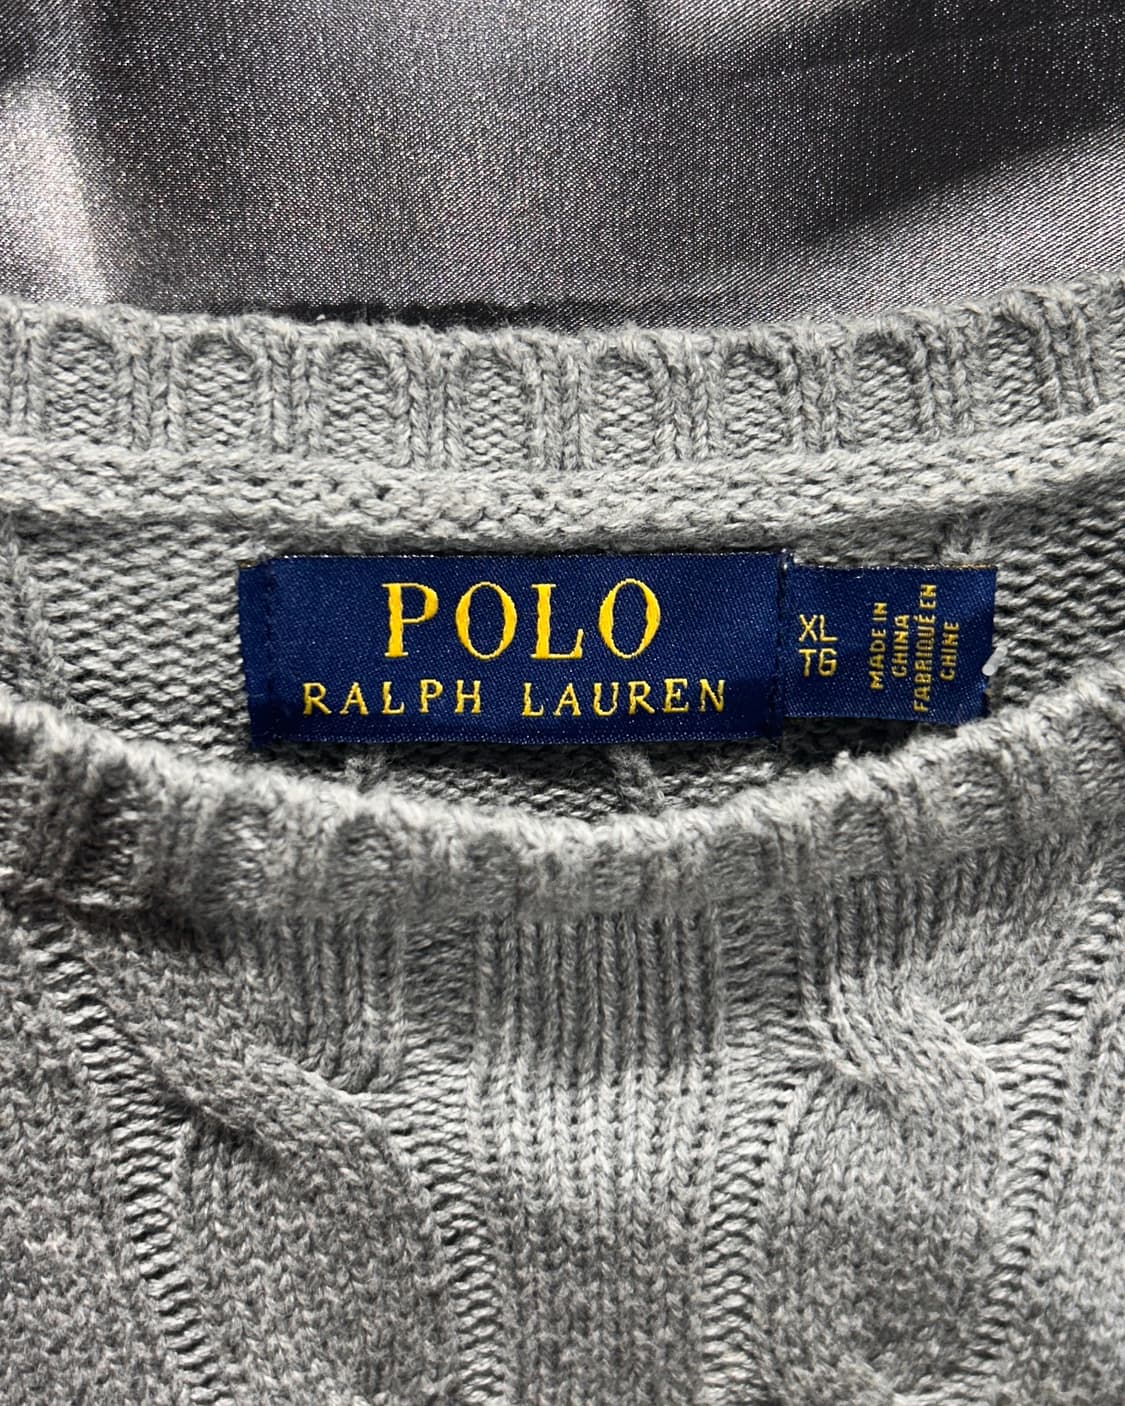 POLO
RALPH LAUREN
XL
TG
MADE IN
CHINA
FABRIQUÉ EN
CHINE